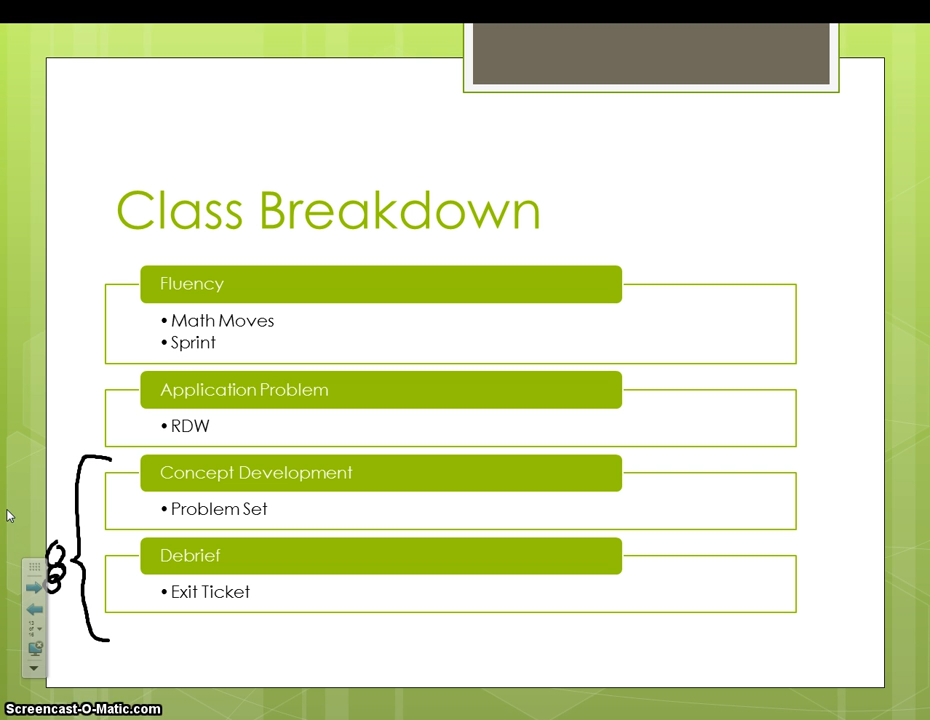 Class Breakdown
Fluency
• Math Moves
• Sprint
Application Problem
• RDW
Concept Development
• Problem Set
Debrief
• Exit Ticket
Screencast-O-Matic.com